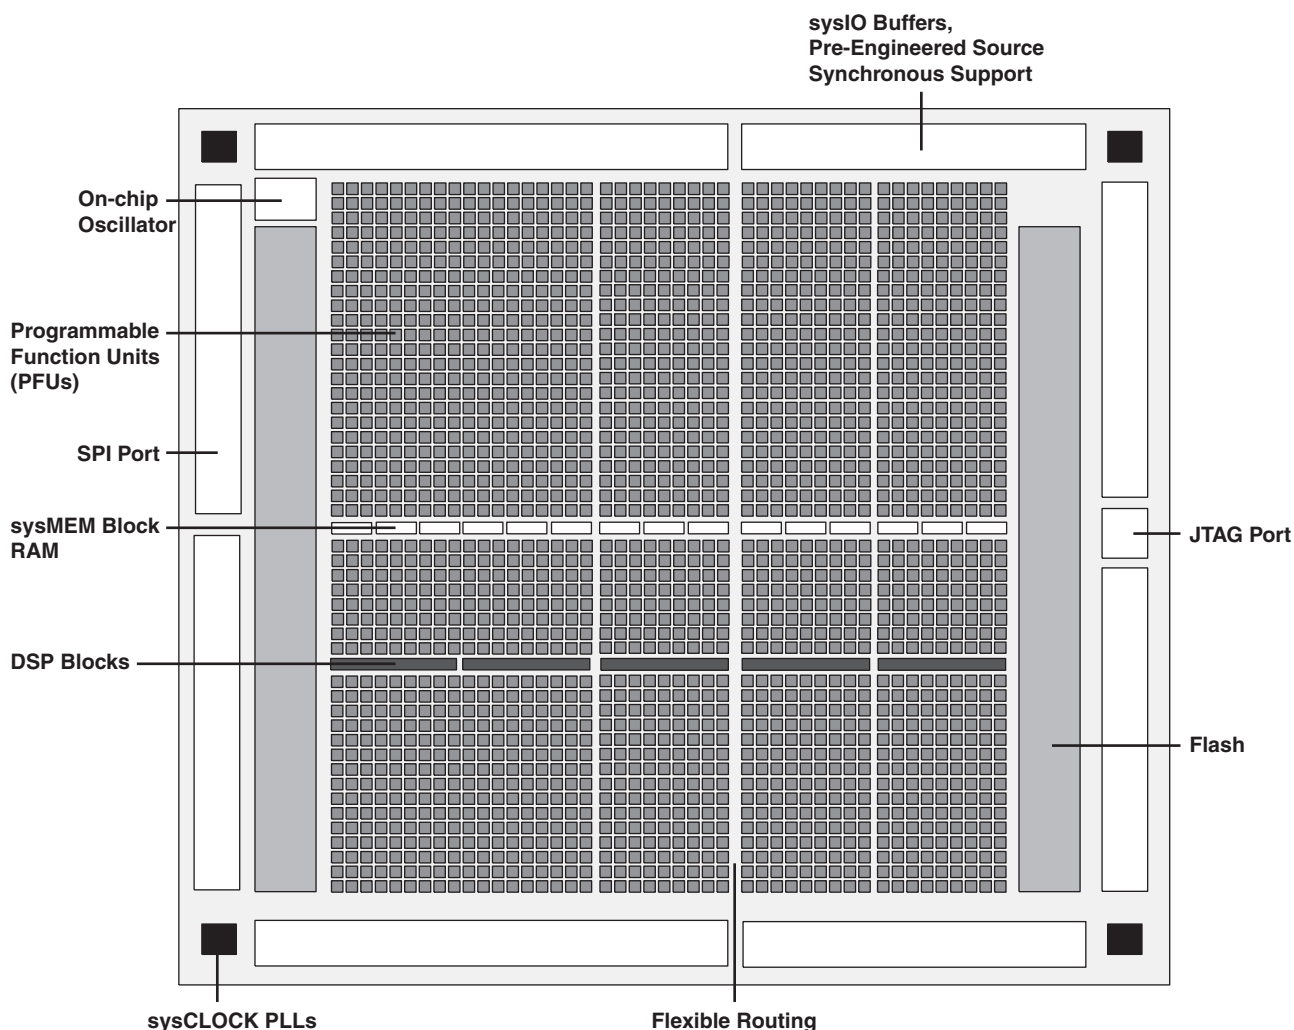 sysIO Buffers,
Pre-Engineered Source
Synchronous Support
On-chip
Oscillator
Programmable
Function Units
(PFUs)
SPI Port
sysMEM Block
RAM
JTAG Port
DSP Blocks
Flash
sysCLOCK PLLs
Flexible Routing